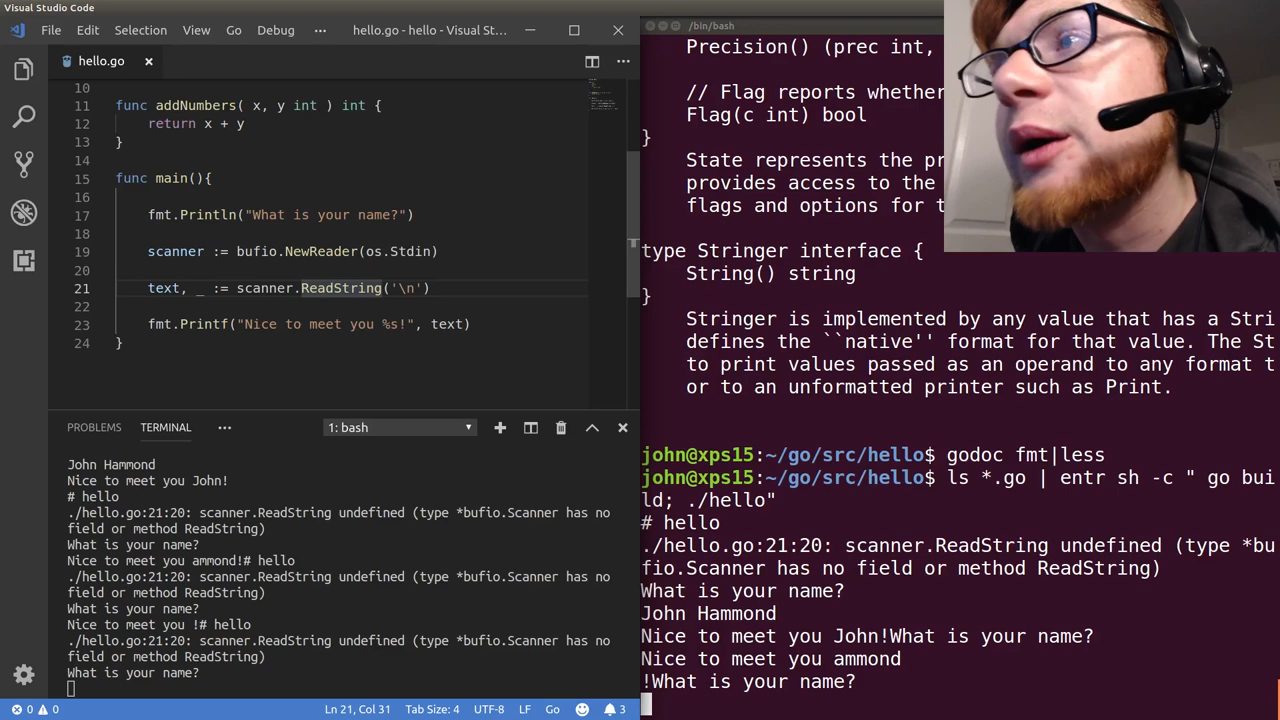 Visual Studio Code
File Edit Selection View Go Debug ··· hello.go - hello - Visual St...
hello.go
10
11 func addNumbers( x, y int ) int {
12 return x + y
13 }
14
15 func main(){
16
17 fmt.Println("What is your name?")
18
19 scanner := bufio.NewReader(os.Stdin)
20
21 text, _ := scanner.ReadString('\n')
22
23 fmt.Printf("Nice to meet you %s!", text)
24 }
PROBLEMS TERMINAL ··· 1: bash
John Hammond
Nice to meet you John!
# hello
./hello.go:21:20: scanner.ReadString undefined (type *bufio.Scanner has no
field or method ReadString)
What is your name?
Nice to meet you ammond!# hello
./hello.go:21:20: scanner.ReadString undefined (type *bufio.Scanner has no
field or method ReadString)
What is your name?
Nice to meet you !# hello
./hello.go:21:20: scanner.ReadString undefined (type *bufio.Scanner has no
field or method ReadString)
What is your name?
0 0 Ln 21, Col 31 Tab Size: 4 UTF-8 LF Go 3
/bin/bash
Precision() (prec int,
// Flag reports whether
Flag(c int) bool
}
State represents the pr
provides access to the
flags and options for t
type Stringer interface {
String() string
}
Stringer is implemented by any value that has a Stri
defines the ``native'' format for that value. The St
to print values passed as an operand to any format t
or to an unformatted printer such as Print.
john@xps15:~/go/src/hello$ godoc fmt|less
john@xps15:~/go/src/hello$ ls *.go | entr sh -c " go bui
ld; ./hello"
# hello
./hello.go:21:20: scanner.ReadString undefined (type *bu
fio.Scanner has no field or method ReadString)
What is your name?
John Hammond
Nice to meet you John!What is your name?
Nice to meet you ammond
!What is your name?